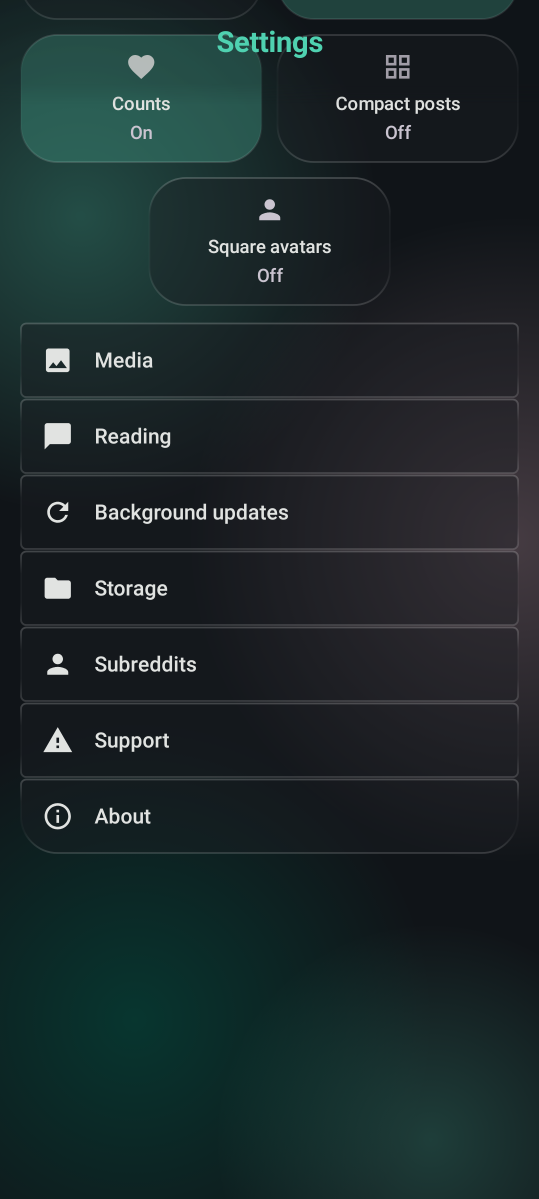 Settings
Counts
On
Compact posts
Off
Square avatars
Off
Media
Reading
Background updates
Storage
Subreddits
Support
About